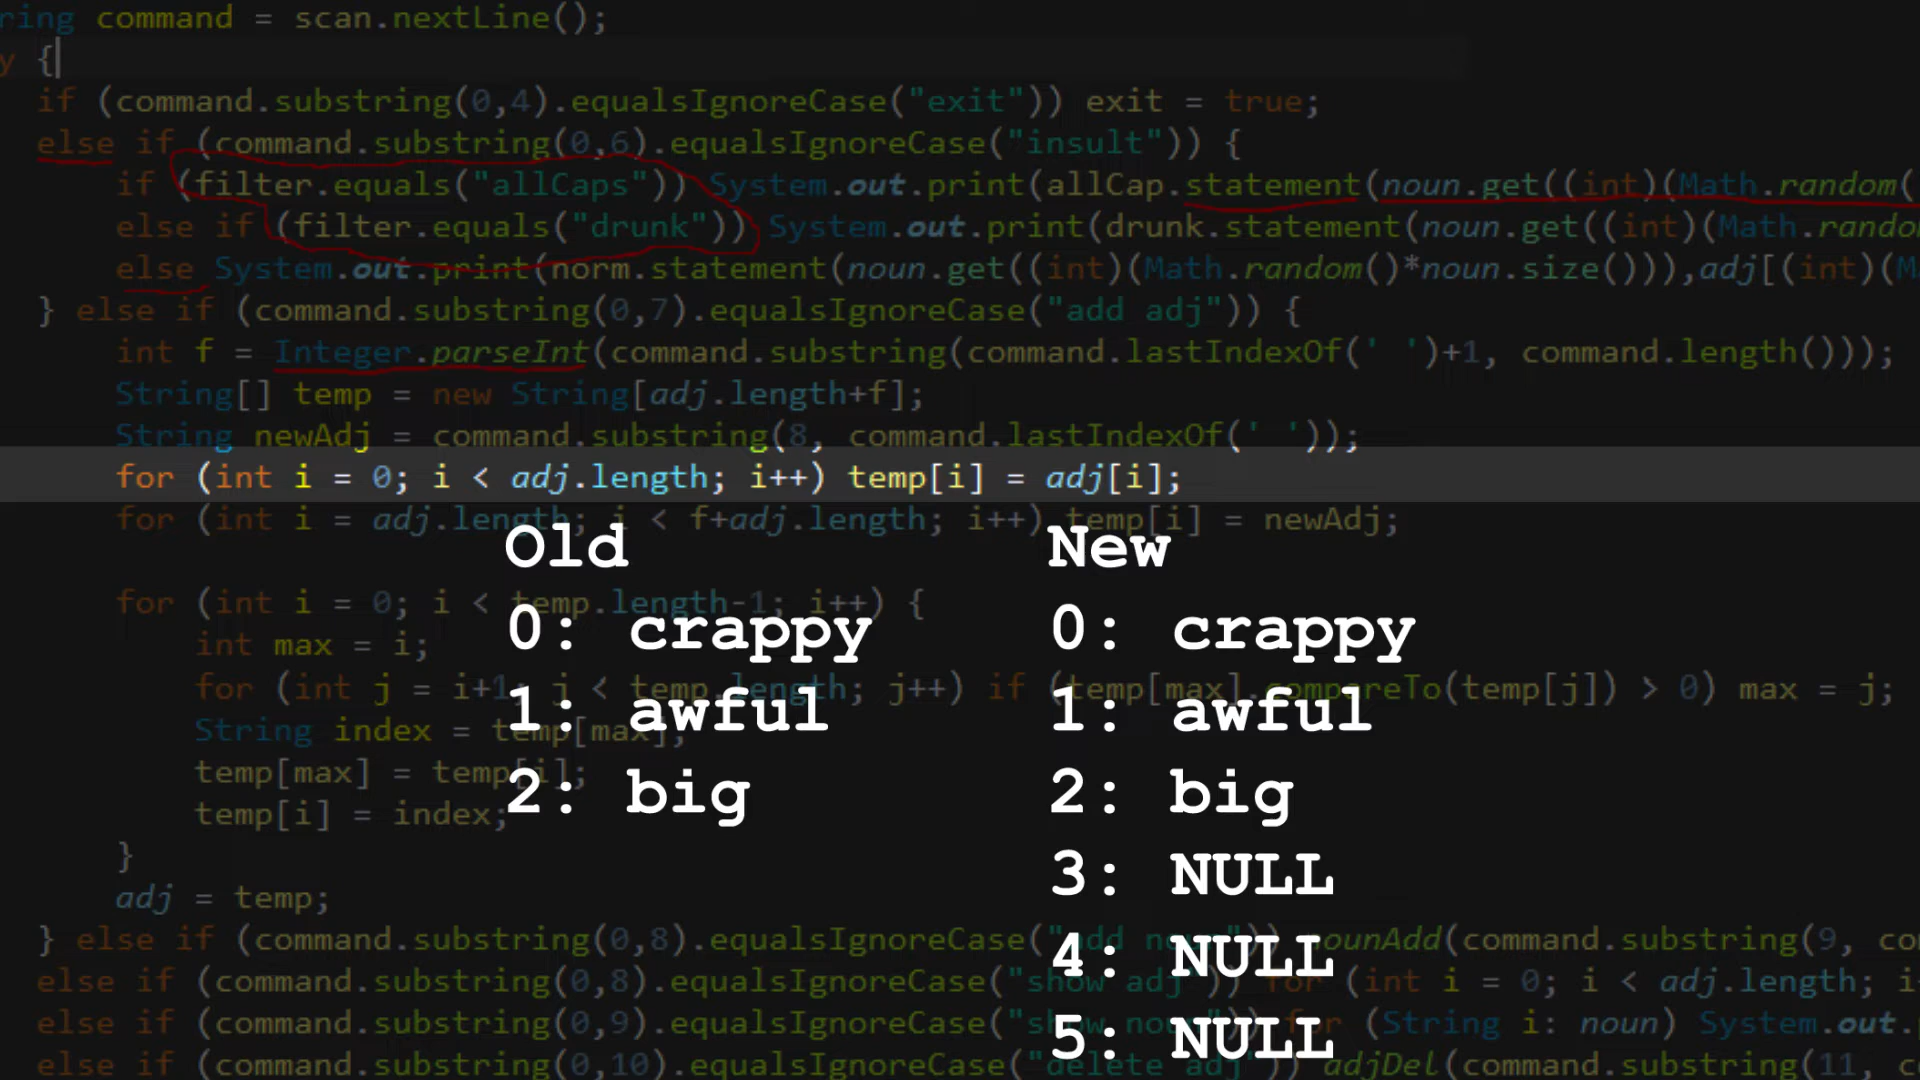 ring command = scan.nextLine();
y {
if (command.substring(0,4).equalsIgnoreCase("exit")) exit = true;
else if (command.substring(0,6).equalsIgnoreCase("insult")) {
if (filter.equals("allCaps")) System.out.print(allCap.statement(noun.get((int)(Math.random(
else if (filter.equals("drunk")) System.out.print(drunk.statement(noun.get((int)(Math.rando
else System.out.print(norm.statement(noun.get((int)(Math.random()*noun.size())),adj[(int)(M
} else if (command.substring(0,7).equalsIgnoreCase("add adj")) {
int f = Integer.parseInt(command.substring(command.lastIndexOf(' ')+1, command.length()));
String[] temp = new String[adj.length+f];
String newAdj = command.substring(8, command.lastIndexOf(' '));
for (int i = 0; i < adj.length; i++) temp[i] = adj[i];
for (int i = adj.length; i < f+adj.length; i++) temp[i] = newAdj;
Old New
for (int i = 0; i < temp.length-1; i++) {
0: crappy 0: crappy
int max = i;
for (int j = i+1; j < temp.length; j++) if (temp[max].compareTo(temp[j]) > 0) max = j;
1: awful 1: awful
String index = temp[max];
temp[max] = temp[i];
2: big 2: big
temp[i] = index;
}
3: NULL
adj = temp;
} else if (command.substring(0,8).equalsIgnoreCase("add noun")) nounAdd(command.substring(9, co
4: NULL
else if (command.substring(0,8).equalsIgnoreCase("show adj")) for (int i = 0; i < adj.length; i
else if (command.substring(0,9).equalsIgnoreCase("show noun")) for (String i: noun) System.out.
5: NULL
else if (command.substring(0,10).equalsIgnoreCase("delete adj")) adjDel(command.substring(11, c